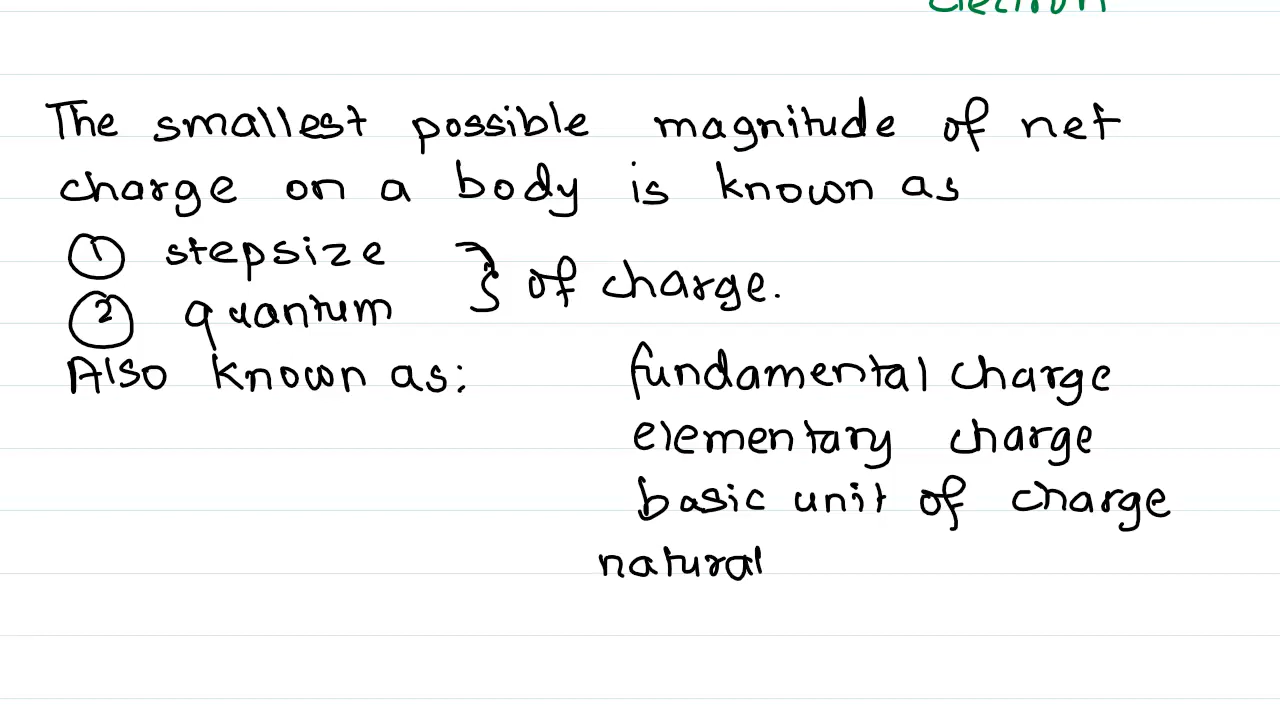 The smallest possible magnitude of net
charge on a body is known as
① stepsize
② quantum } of charge.
Also known as: fundamental charge
elementary charge
basic unit of charge
natural